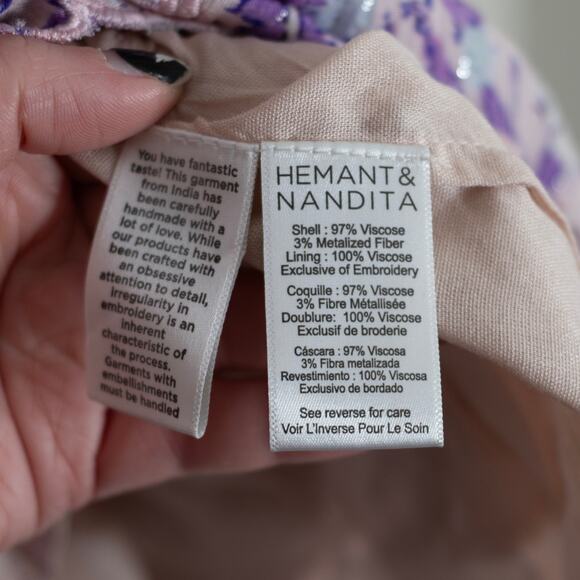 You have fantastic
taste! This garment
from India has
been carefully
handmade with a
lot of love. While
our products have
been crafted with
an obsessive
attention to detail,
irregularity in
embroidery is an
inherent
characteristic of
the process.
Garments with
embellishments
must be handled
HEMANT &
NANDITA
Shell : 97% Viscose
3% Metalized Fiber
Lining : 100% Viscose
Exclusive of Embroidery
Coquille : 97% Viscose
3% Fibre Métallisée
Doublure: 100% Viscose
Exclusif de broderie
Cáscara : 97% Viscosa
3% Fibra metalizada
Revestimiento : 100% Viscosa
Exclusivo de bordado
See reverse for care
Voir L'Inverse Pour Le Soin